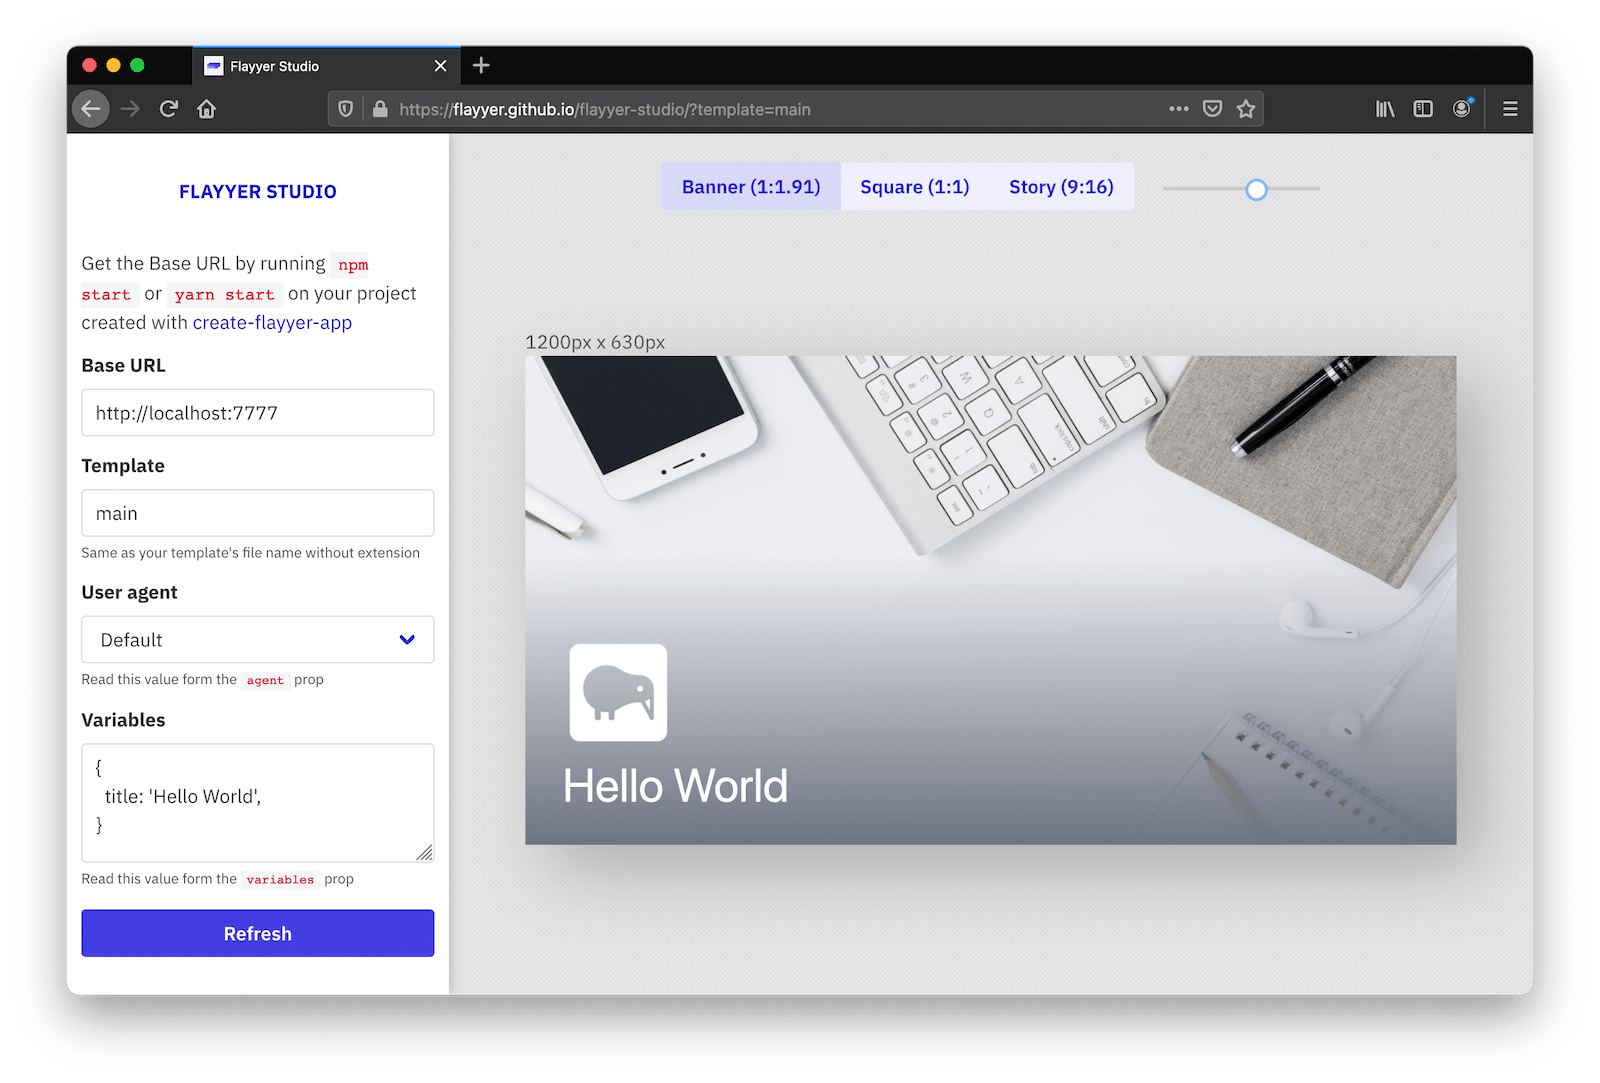 Flayyer Studio
https://flayyer.github.io/flayyer-studio/?template=main
FLAYYER STUDIO
Get the Base URL by running npm
start or yarn start on your project
created with create-flayyer-app
Base URL
http://localhost:7777
Template
main
Same as your template's file name without extension
User agent
Default
Read this value form the agent prop
Variables
{
title: 'Hello World',
}
Read this value form the variables prop
Refresh
Banner (1:1.91) Square (1:1) Story (9:16)
1200px x 630px
Hello World